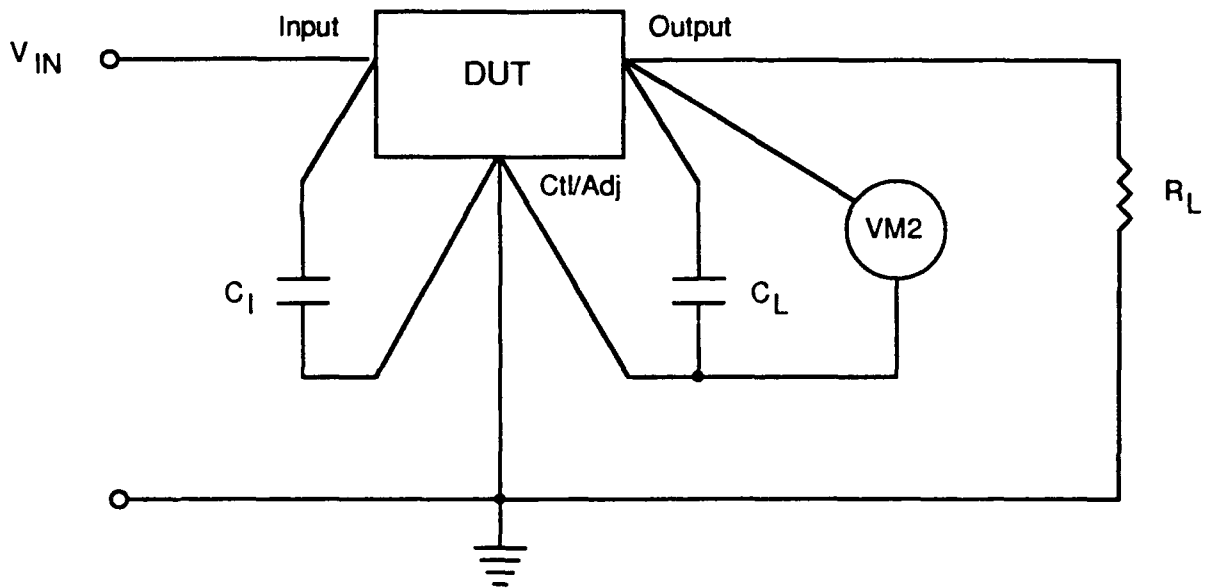 Input
Output
V IN
DUT
Ctl/Adj
VM2
R L
C I
C L